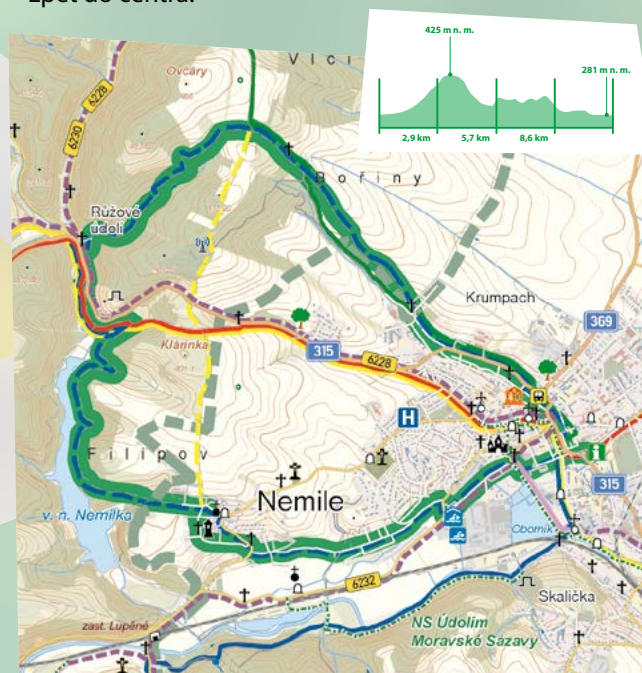 zpět do centra.
425 m n. m.
281 m n. m.
2,9 km
5,7 km
8,6 km
Ovčáry
6228
6230
Růžové
údolí
Bořiny
Krumpach
369
Klárinka
315
6228
H
Filipov
v. n. Nemilka
Nemile
i
315
Oborník
6232
Skalička
zast. Lupěné
NS Údolím
Moravské Sázavy